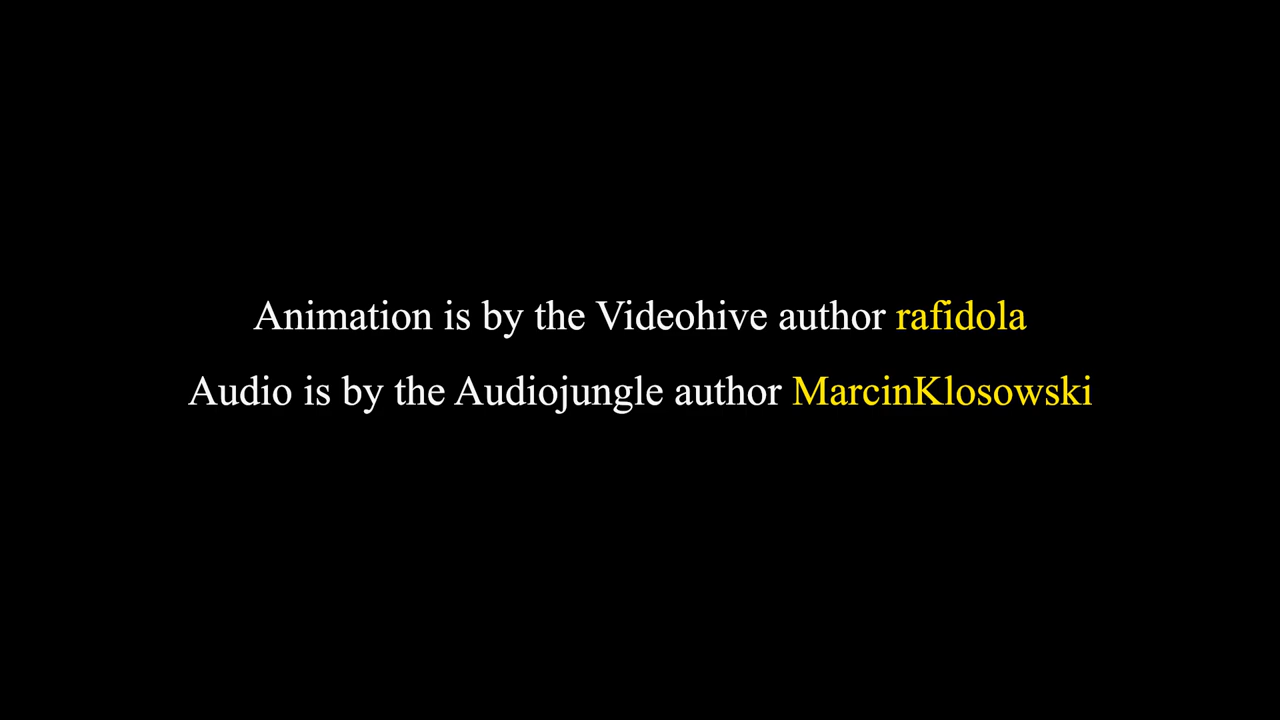 Animation is by the Videohive author rafidola
Audio is by the Audiojungle author MarcinKlosowski